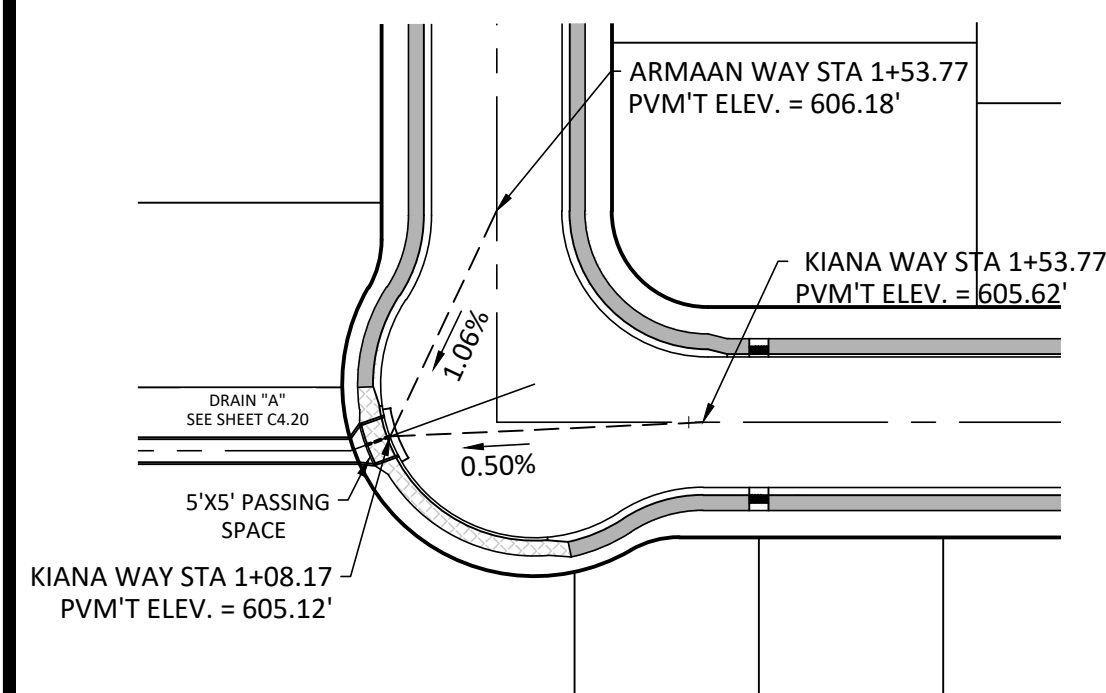 ARMAAN WAY STA 1+53.77
PVM'T ELEV. = 606.18'
KIANA WAY STA 1+53.77
PVM'T ELEV. = 605.62'
1.06%
DRAIN "A"
SEE SHEET C4.20
0.50%
5'X5' PASSING
SPACE
KIANA WAY STA 1+08.17
PVM'T ELEV. = 605.12'